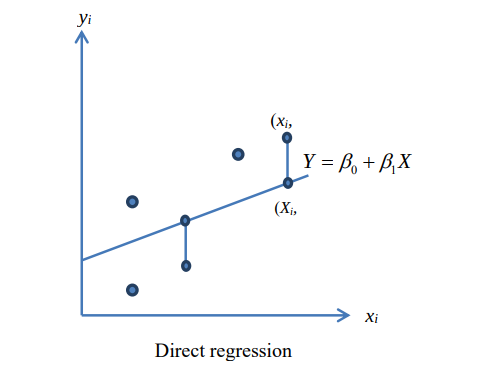 yi
(xi,
Y = β0 + β1X
(Xi,
xi
Direct regression